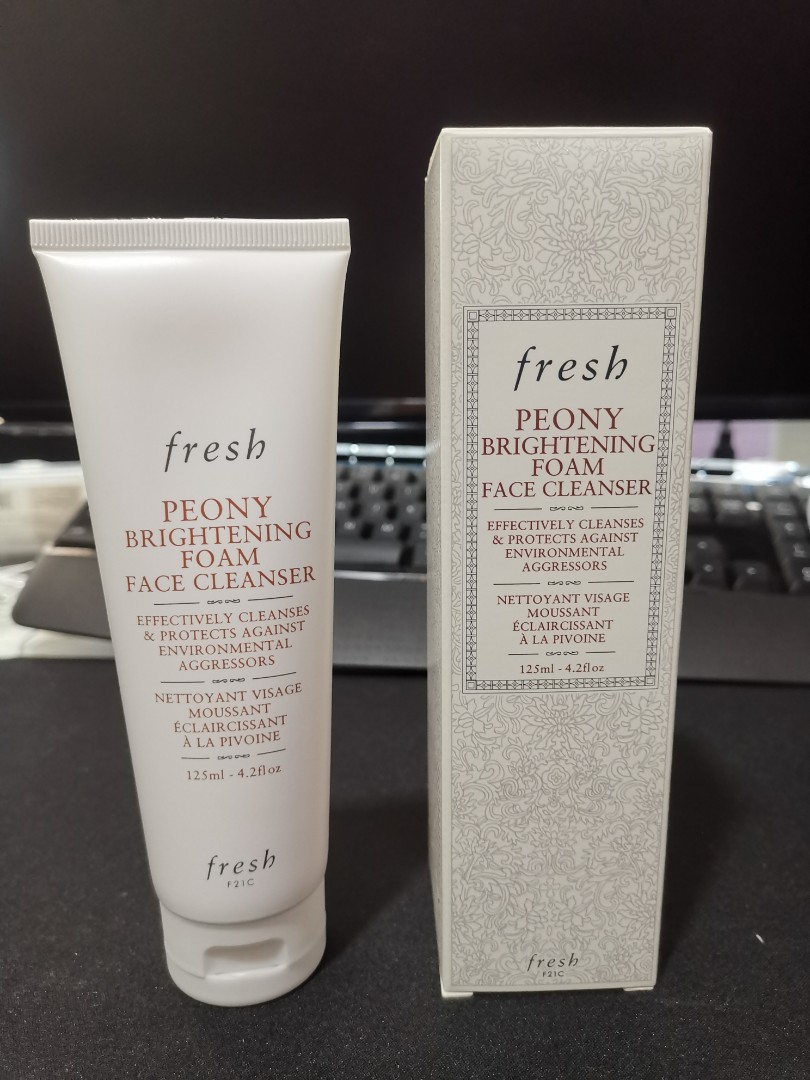 fresh
PEONY
BRIGHTENING
FOAM
FACE CLEANSER
EFFECTIVELY CLEANSES
& PROTECTS AGAINST
ENVIRONMENTAL
AGGRESSORS
NETTOYANT VISAGE
MOUSSANT
ÉCLAIRCISSANT
À LA PIVOINE
125ml - 4.2fl oz
fresh
F21C
fresh
PEONY
BRIGHTENING
FOAM
FACE CLEANSER
EFFECTIVELY CLEANSES
& PROTECTS AGAINST
ENVIRONMENTAL
AGGRESSORS
NETTOYANT VISAGE
MOUSSANT
ÉCLAIRCISSANT
À LA PIVOINE
125ml - 4.2fl oz
fresh
F21C